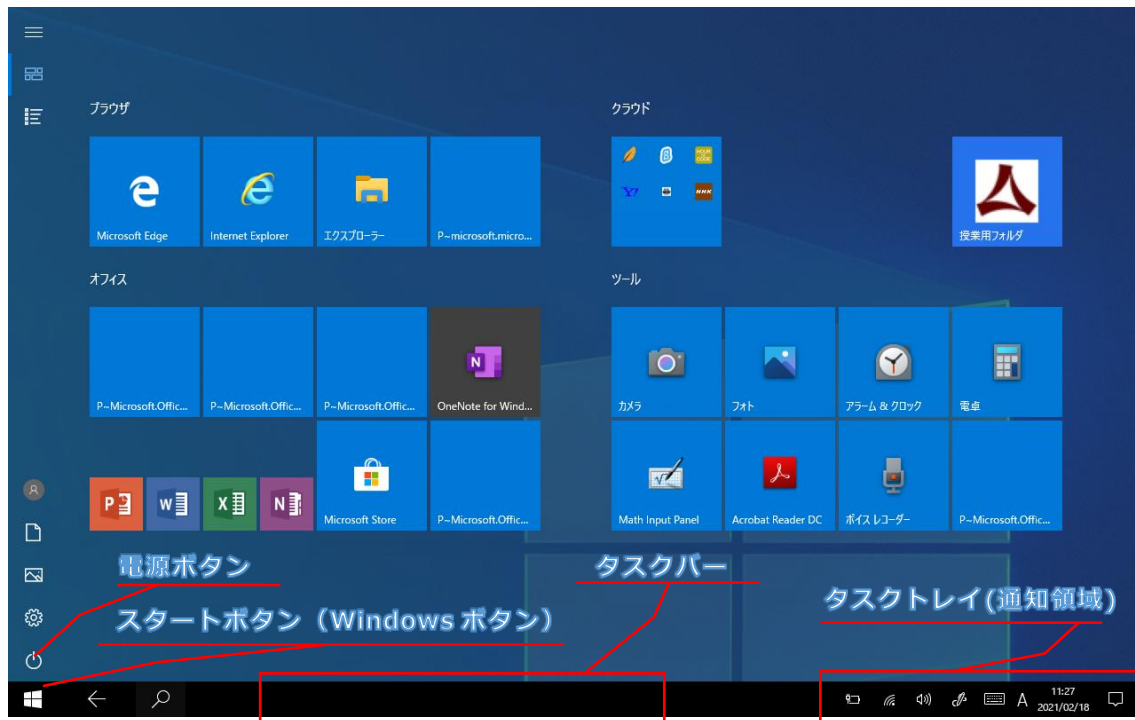 ブラウザ
クラウド
Microsoft Edge
Internet Explorer
エクスプローラー
P~microsoft.micro...
HOUR
CODE
NHK
授業用フォルダ
オフィス
ツール
P~Microsoft.Offic...
P~Microsoft.Offic...
P~Microsoft.Offic...
OneNote for Wind...
カメラ
フォト
アラーム & クロック
電卓
Microsoft Store
P~Microsoft.Offic...
Math Input Panel
Acrobat Reader DC
ボイス レコーダー
P~Microsoft.Offic...
電源ボタン
タスクバー
スタートボタン（Windows ボタン）
タスクトレイ(通知領域)
A
11:27
2021/02/18